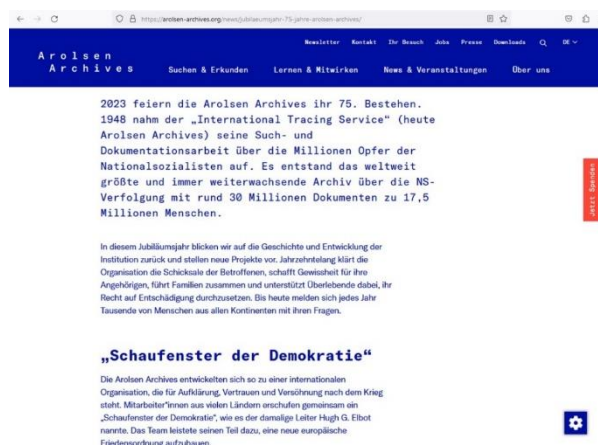 https://arolsen-archives.org/news/jubilaeumsjahr-75-jahre-arolsen-archives/
Newsletter Kontakt Ihr Besuch Jobs Presse Downloads DE
Arolsen
Archives
Suchen & Erkunden Lernen & Mitwirken News & Veranstaltungen Über uns
2023 feiern die Arolsen Archives ihr 75. Bestehen.
1948 nahm der „International Tracing Service“ (heute
Arolsen Archives) seine Such- und
Dokumentationsarbeit über die Millionen Opfer der
Nationalsozialisten auf. Es entstand das weltweit
größte und immer weiterwachsende Archiv über die NS-
Verfolgung mit rund 30 Millionen Dokumenten zu 17,5
Millionen Menschen.
Jetzt Spenden
In diesem Jubiläumsjahr blicken wir auf die Geschichte und Entwicklung der
Institution zurück und stellen neue Projekte vor. Jahrzehntelang klärt die
Organisation die Schicksale der Betroffenen, schafft Gewissheit für ihre
Angehörigen, führt Familien zusammen und unterstützt Überlebende dabei, ihr
Recht auf Entschädigung durchzusetzen. Bis heute melden sich jedes Jahr
Tausende von Menschen aus allen Kontinenten mit ihren Fragen.
„Schaufenster der Demokratie“
Die Arolsen Archives entwickelten sich so zu einer internationalen
Organisation, die für Aufklärung, Vertrauen und Versöhnung nach dem Krieg
steht. Mitarbeiter*innen aus vielen Ländern erschufen gemeinsam ein
„Schaufenster der Demokratie“, wie es der damalige Leiter Hugh G. Elbot
nannte. Das Team leistete seinen Teil dazu, eine neue europäische
Friedensordnung aufzubauen.